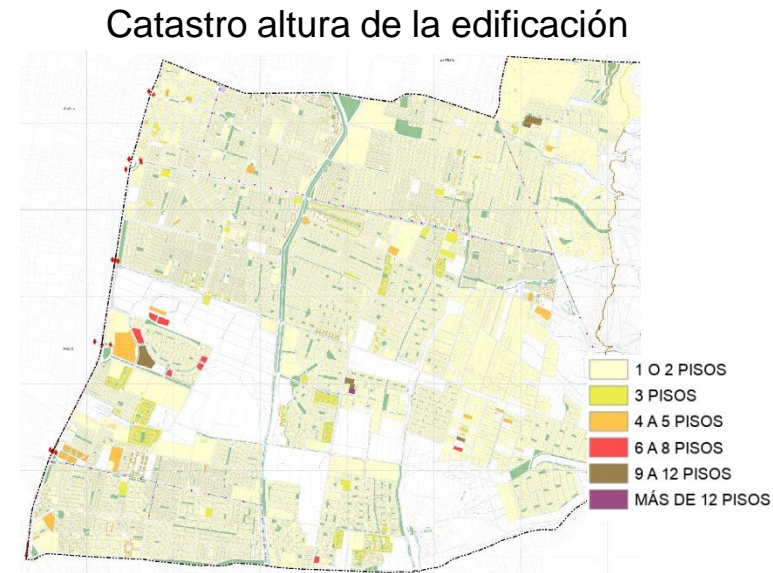 Catastro altura de la edificación
1 O 2 PISOS
3 PISOS
4 A 5 PISOS
6 A 8 PISOS
9 A 12 PISOS
MÁS DE 12 PISOS